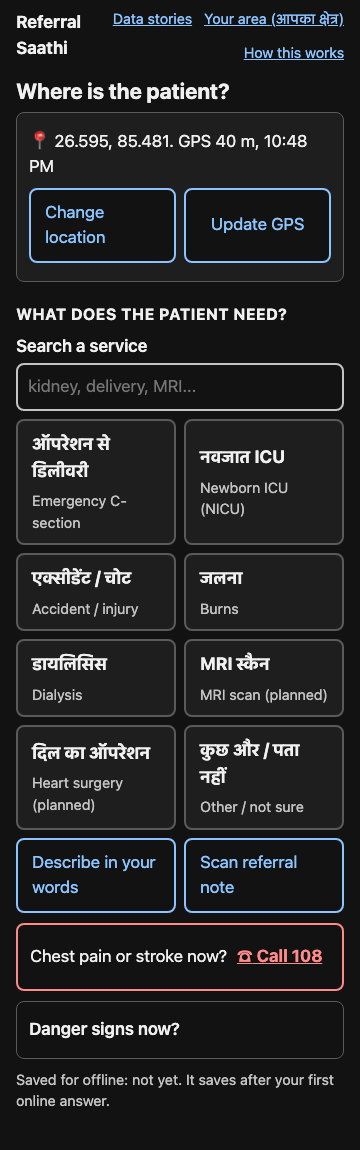 Referral Saathi
Data stories
Your area (आपका क्षेत्र)
How this works
Where is the patient?
📍 26.595, 85.481. GPS 40 m, 10:48
PM
Change
location
Update GPS
WHAT DOES THE PATIENT NEED?
Search a service
kidney, delivery, MRI...
ऑपरेशन से
डिलीवरी
Emergency C-
section
नवजात ICU
Newborn ICU
(NICU)
एक्सीडेंट / चोट
Accident / injury
जलना
Burns
डायलिसिस
Dialysis
MRI स्कैन
MRI scan (planned)
दिल का ऑपरेशन
Heart surgery
(planned)
कुछ और / पता
नहीं
Other / not sure
Describe in your
words
Scan referral
note
Chest pain or stroke now? ☎ Call 108
Danger signs now?
Saved for offline: not yet. It saves after your first
online answer.